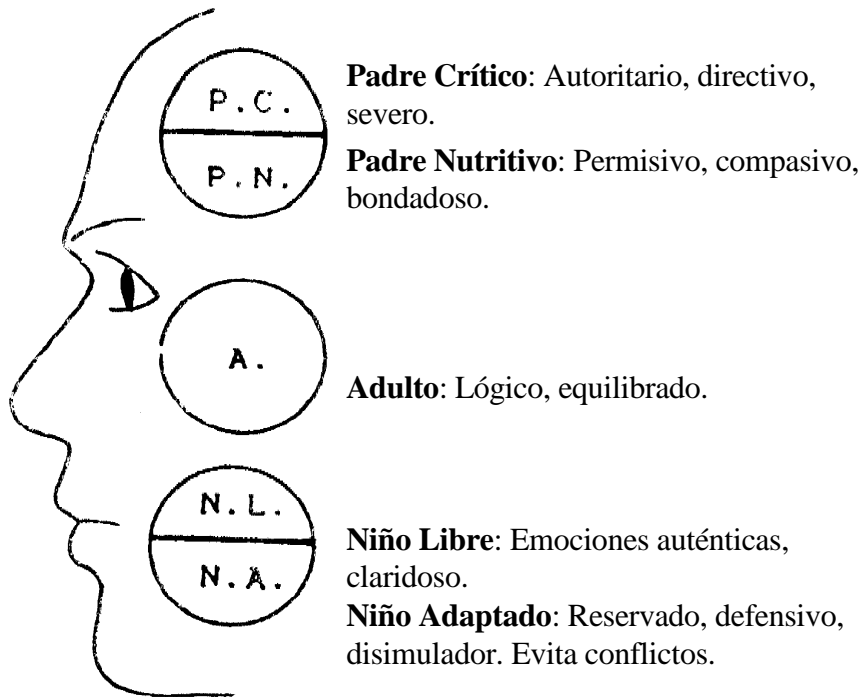 P.C.
Padre Crítico: Autoritario, directivo,
severo.
P.N.
Padre Nutritivo: Permisivo, compasivo,
bondadoso.
A.
Adulto: Lógico, equilibrado.
N.L.
Niño Libre: Emociones auténticas,
claridoso.
N.A.
Niño Adaptado: Reservado, defensivo,
disimulador. Evita conflictos.